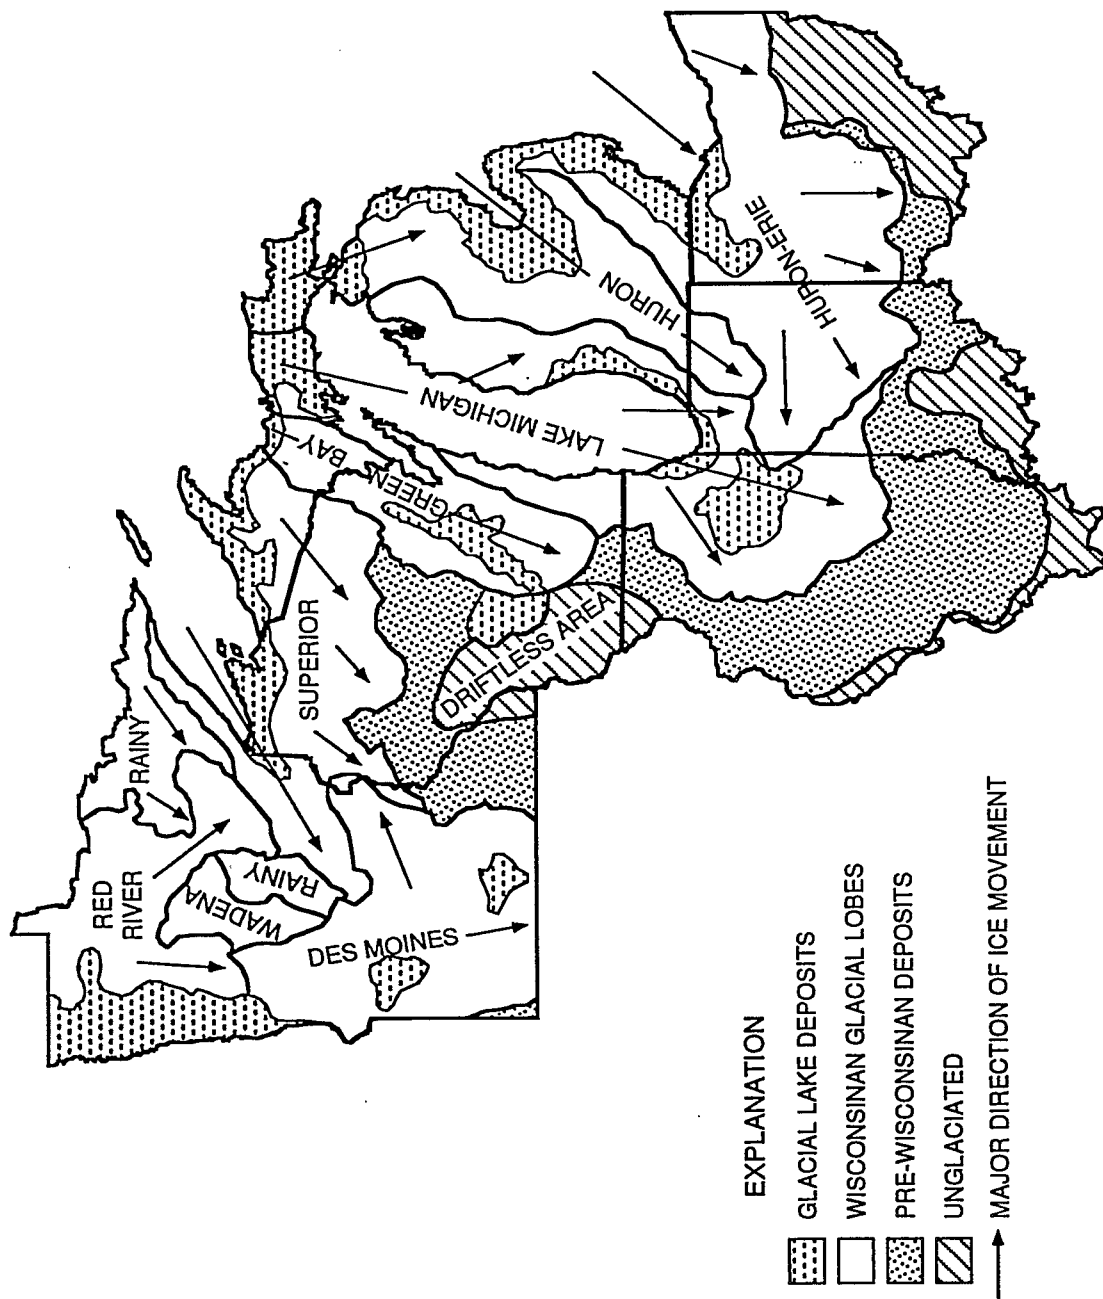 RED
RIVER
RAINY
WADENA
RAINY
DES MOINES
SUPERIOR
DRIFTLESS AREA
GREEN
BAY
LAKE MICHIGAN
HURON
HURON-ERIE
EXPLANATION
GLACIAL LAKE DEPOSITS
WISCONSINAN GLACIAL LOBES
PRE-WISCONSINAN DEPOSITS
UNGLACIATED
MAJOR DIRECTION OF ICE MOVEMENT